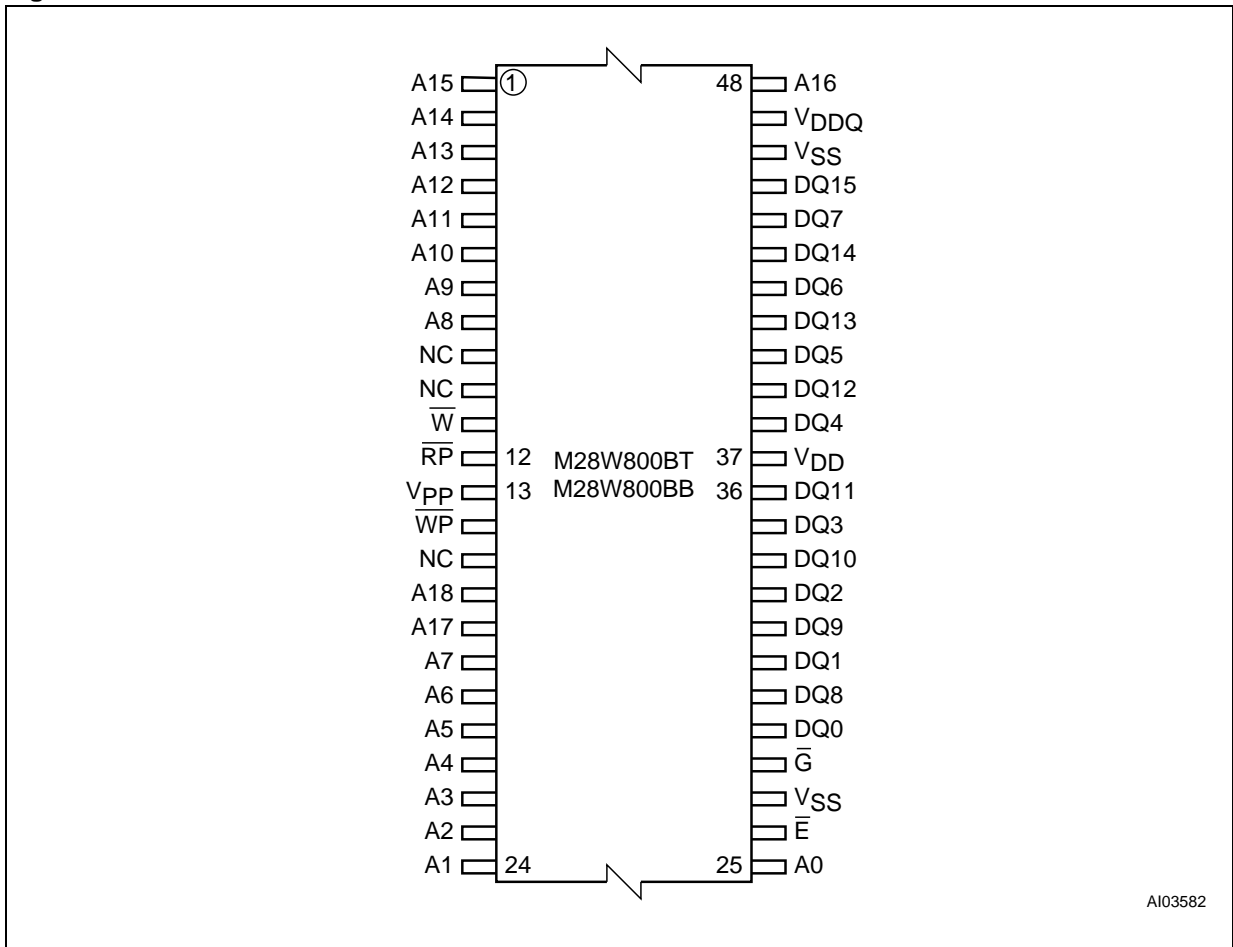 A15 1 48 A16
A14 VDDQ
A13 VSS
A12 DQ15
A11 DQ7
A10 DQ14
A9 DQ6
A8 DQ13
NC DQ5
NC DQ12
W̅ DQ4
R̅P̅ 12 M28W800BT 37 VDD
VPP 13 M28W800BB 36 DQ11
W̅P̅ DQ3
NC DQ10
A18 DQ2
A17 DQ9
A7 DQ1
A6 DQ8
A5 DQ0
A4 G̅
A3 VSS
A2 E̅
A1 24 25 A0
AI03582